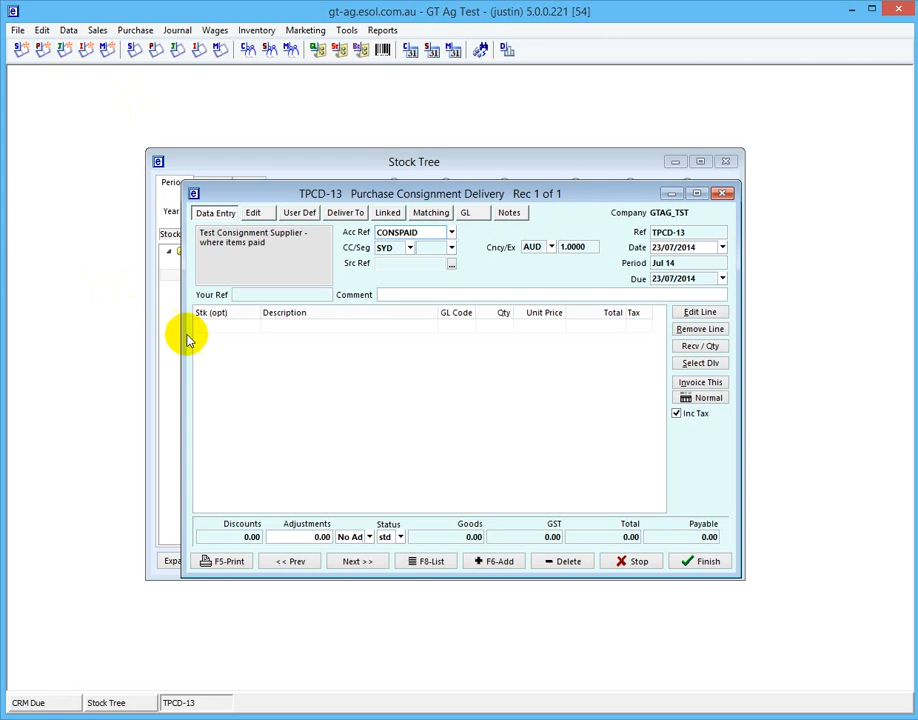 gt-ag.esol.com.au - GT Ag Test - (justin) 5.0.0.221 [54]
File Edit Data Sales Purchase Journal Wages Inventory Marketing Tools Reports
Stock Tree
Perio
Year
Stock
Expa
TPCD-13 Purchase Consignment Delivery Rec 1 of 1
Data Entry Edit User Def Deliver To Linked Matching GL Notes Company GTAG_TST
Test Consignment Supplier -
where items paid
Acc Ref CONSPAID Ref TPCD-13
CC/Seg SYD Cncy/Ex AUD 1.0000 Date 23/07/2014
Src Ref ... Period Jul 14
Due 23/07/2014
Your Ref Comment
Stk (opt) Description GL Code Qty Unit Price Total Tax
Edit Line
Remove Line
Recv / Qty
Select Dlv
Invoice This
Normal
Inc Tax
Discounts Adjustments Status Goods GST Total Payable
0.00 0.00 No Ad std 0.00 0.00 0.00 0.00
F5-Print << Prev Next >> F8-List F6-Add Delete Stop Finish
CRM Due Stock Tree TPCD-13